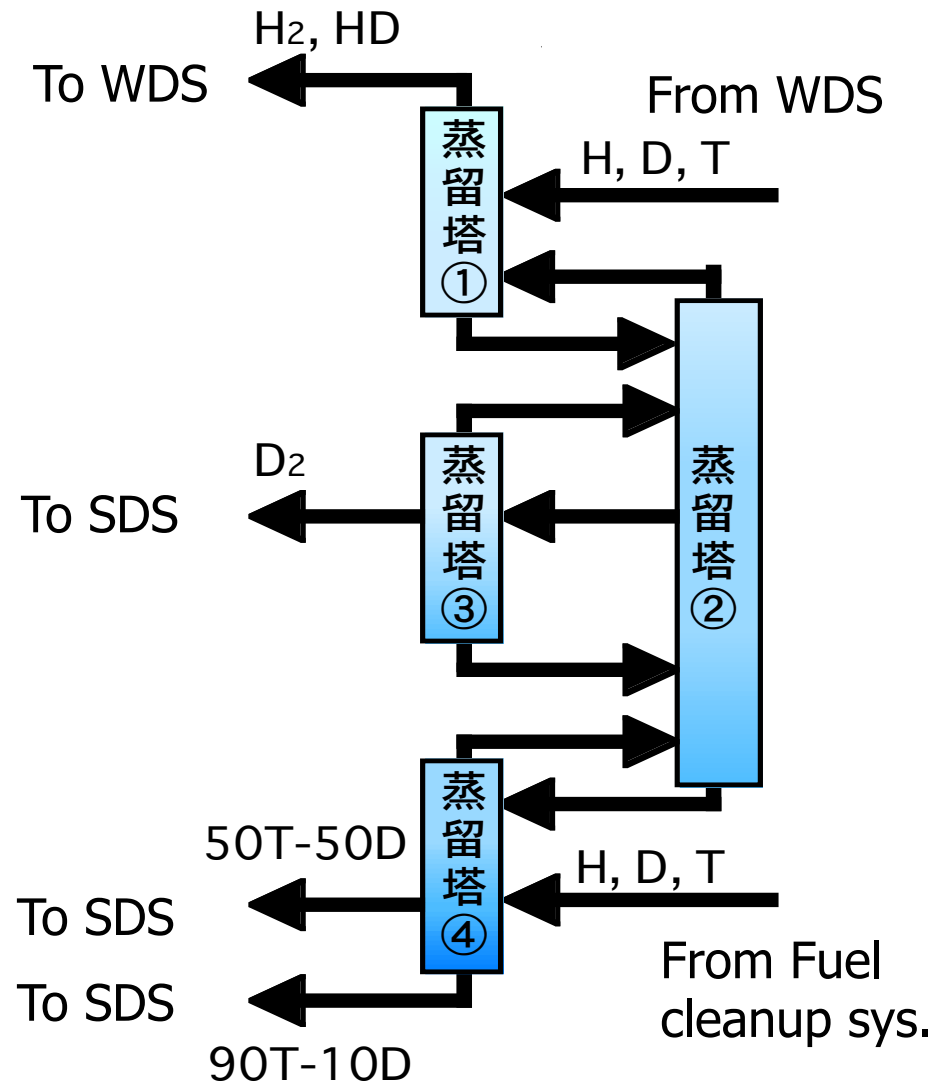 H2, HD
To WDS
From WDS
H, D, T
蒸留塔①
D2
To SDS
蒸留塔③
蒸留塔②
50T-50D
To SDS
蒸留塔④
H, D, T
From Fuel
cleanup sys.
To SDS
90T-10D